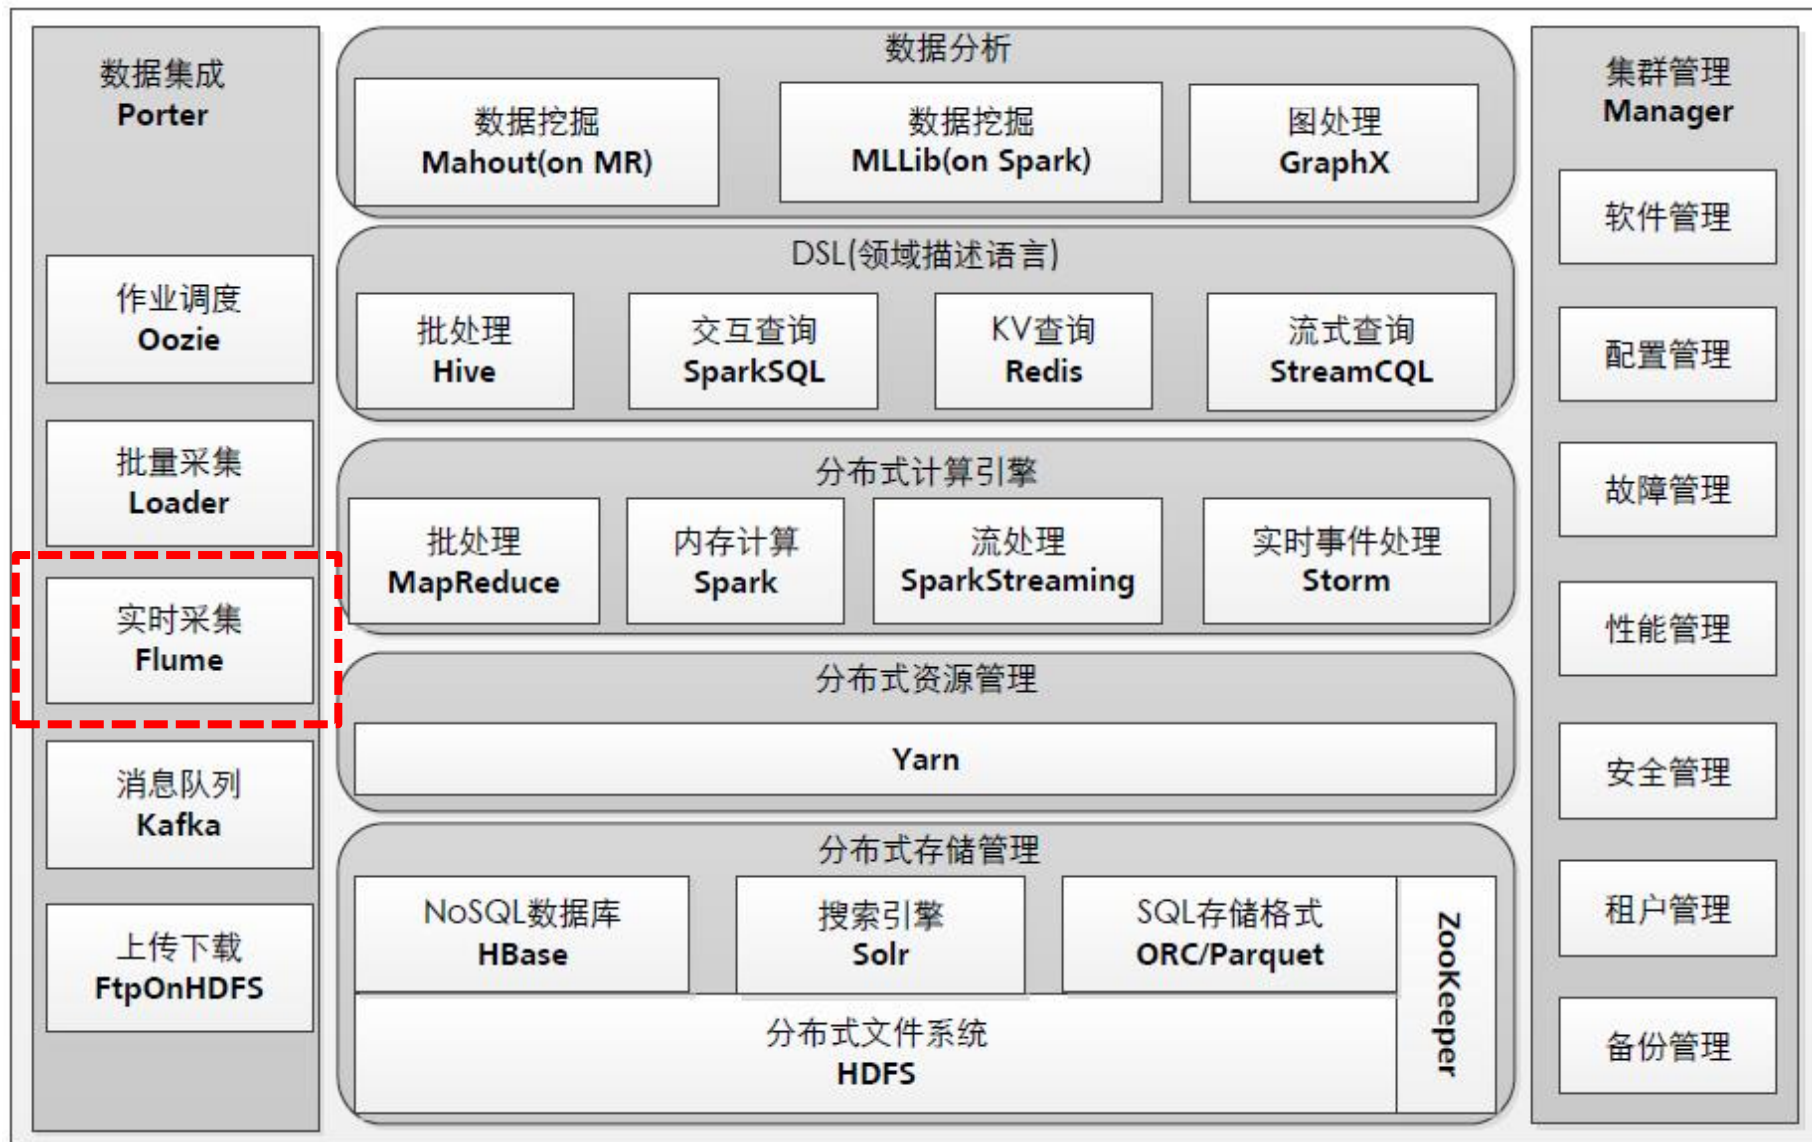 数据集成
Porter
作业调度
Oozie
批量采集
Loader
实时采集
Flume
消息队列
Kafka
上传下载
FtpOnHDFS
数据分析
数据挖掘
Mahout(on MR)
数据挖掘
MLLib(on Spark)
图处理
GraphX
DSL(领域描述语言)
批处理
Hive
交互查询
SparkSQL
KV查询
Redis
流式查询
StreamCQL
分布式计算引擎
批处理
MapReduce
内存计算
Spark
流处理
SparkStreaming
实时事件处理
Storm
分布式资源管理
Yarn
分布式存储管理
NoSQL数据库
HBase
搜索引擎
Solr
SQL存储格式
ORC/Parquet
ZooKeeper
分布式文件系统
HDFS
集群管理
Manager
软件管理
配置管理
故障管理
性能管理
安全管理
租户管理
备份管理